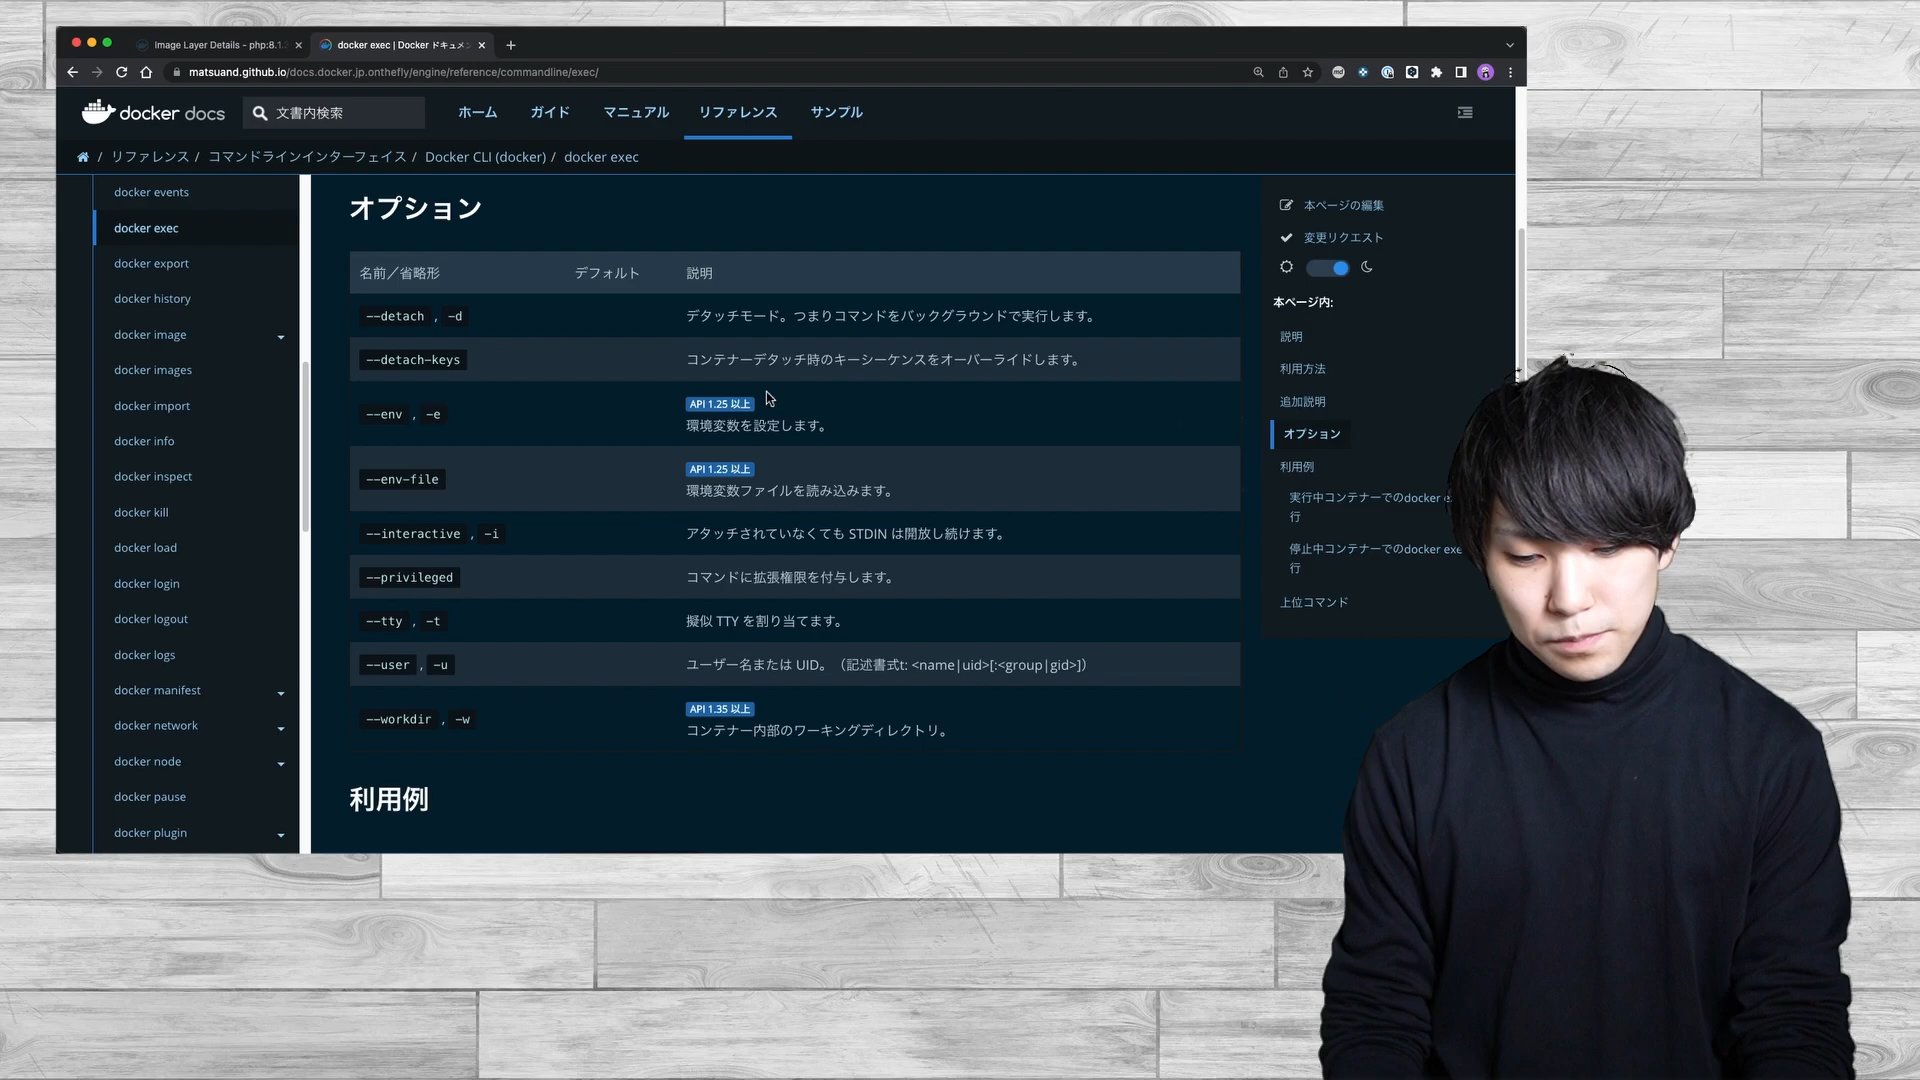 Image Layer Details - php:8.1.
docker exec | Docker ドキュメン
matsuand.github.io/docs.docker.jp.onthefly/engine/reference/commandline/exec/
docker docs
文書内検索
ホーム
ガイド
マニュアル
リファレンス
サンプル
/ リファレンス / コマンドラインインターフェイス / Docker CLI (docker) / docker exec
docker events
docker exec
docker export
docker history
docker image
docker images
docker import
docker info
docker inspect
docker kill
docker load
docker login
docker logout
docker logs
docker manifest
docker network
docker node
docker pause
docker plugin
オプション
名前／省略形 デフォルト 説明
--detach , -d デタッチモード。つまりコマンドをバックグラウンドで実行します。
--detach-keys コンテナーデタッチ時のキーシーケンスをオーバーライドします。
--env , -e API 1.25 以上
環境変数を設定します。
--env-file API 1.25 以上
環境変数ファイルを読み込みます。
--interactive , -i アタッチされていなくても STDIN は開放し続けます。
--privileged コマンドに拡張権限を付与します。
--tty , -t 擬似 TTY を割り当てます。
--user , -u ユーザー名または UID。（記述書式t: <name|uid>[:<group|gid>]）
--workdir , -w API 1.35 以上
コンテナー内部のワーキングディレクトリ。
利用例
本ページの編集
変更リクエスト
本ページ内:
説明
利用方法
追加説明
オプション
利用例
実行中コンテナーでのdocker e
行
停止中コンテナーでのdocker exe
行
上位コマンド